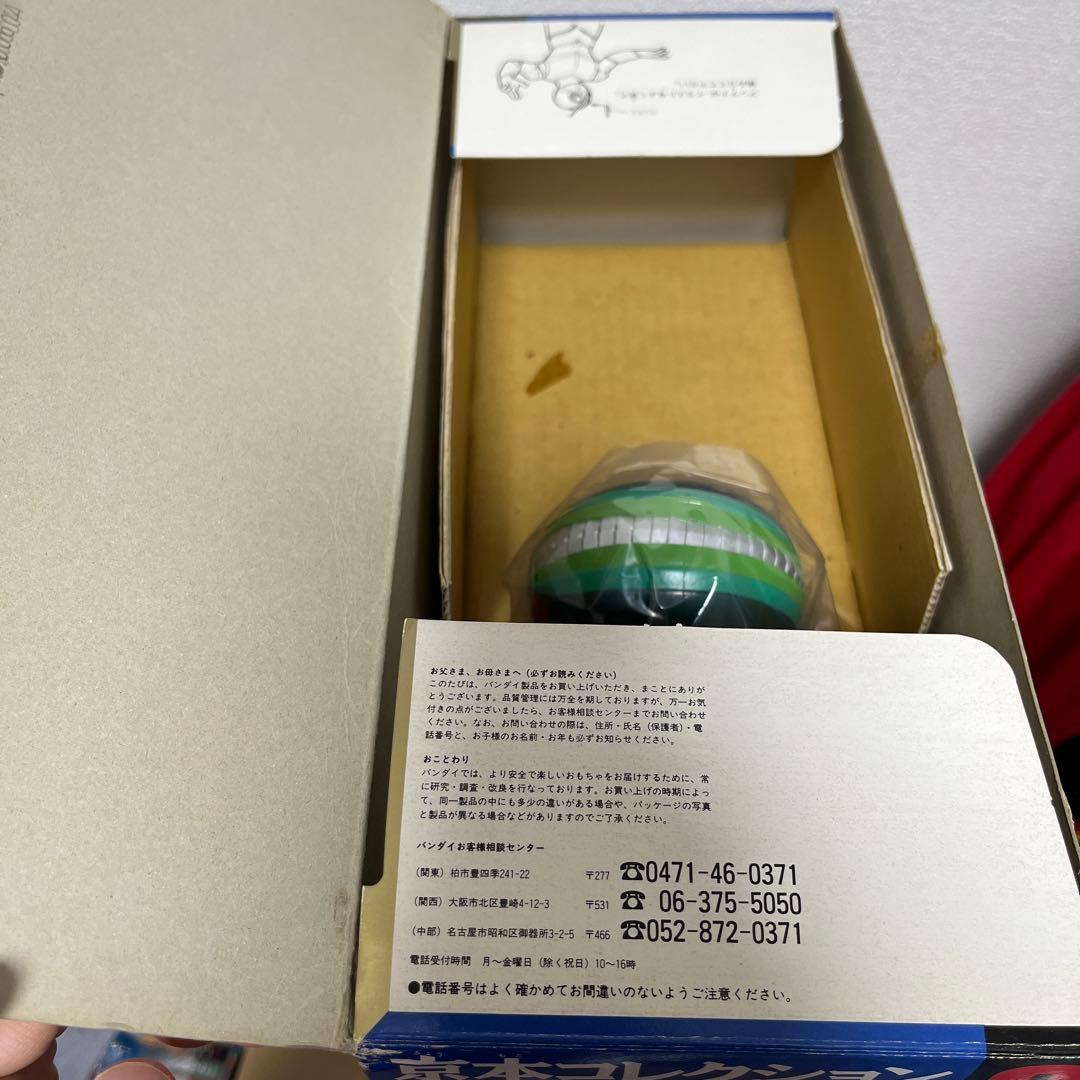 お父さま、お母さまへ（必ずお読みください）
このたびは、バンダイ製品をお買い上げいただき、まことにありが
とうございます。品質管理には万全を期しておりますが、万一お気
付きの点がございましたら、お客様相談センターまでお問い合わせ
ください。なお、お問い合わせの際は、住所・氏名（保護者）・電
話番号と、お子様のお名前・お年も必ずお知らせください。
おことわり
バンダイでは、より安全で楽しいおもちゃをお届けするために、常
に研究・調査・改良を行なっております。お買い上げの時期によっ
て、同一製品の中にも多少の違いがある場合や、パッケージの写真
と製品が異なる場合などがありますのでご了承ください。
バンダイお客様相談センター
（関東）柏市豊四季241-22 〒277 ☎0471-46-0371
（関西）大阪市北区豊崎4-12-3 〒531 ☎ 06-375-5050
（中部）名古屋市昭和区御器所3-2-5 〒466 ☎052-872-0371
電話受付時間 月～金曜日（除く祝日）10～16時
●電話番号はよく確かめてお間違いのないようご注意ください。
京本コレクション